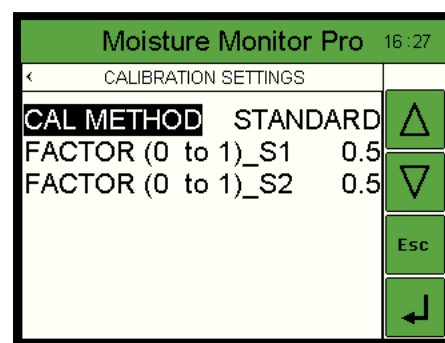 Moisture Monitor Pro 16:27
< CALIBRATION SETTINGS
CAL METHOD STANDARD
FACTOR (0 to 1)_S1 0.5
FACTOR (0 to 1)_S2 0.5
Esc